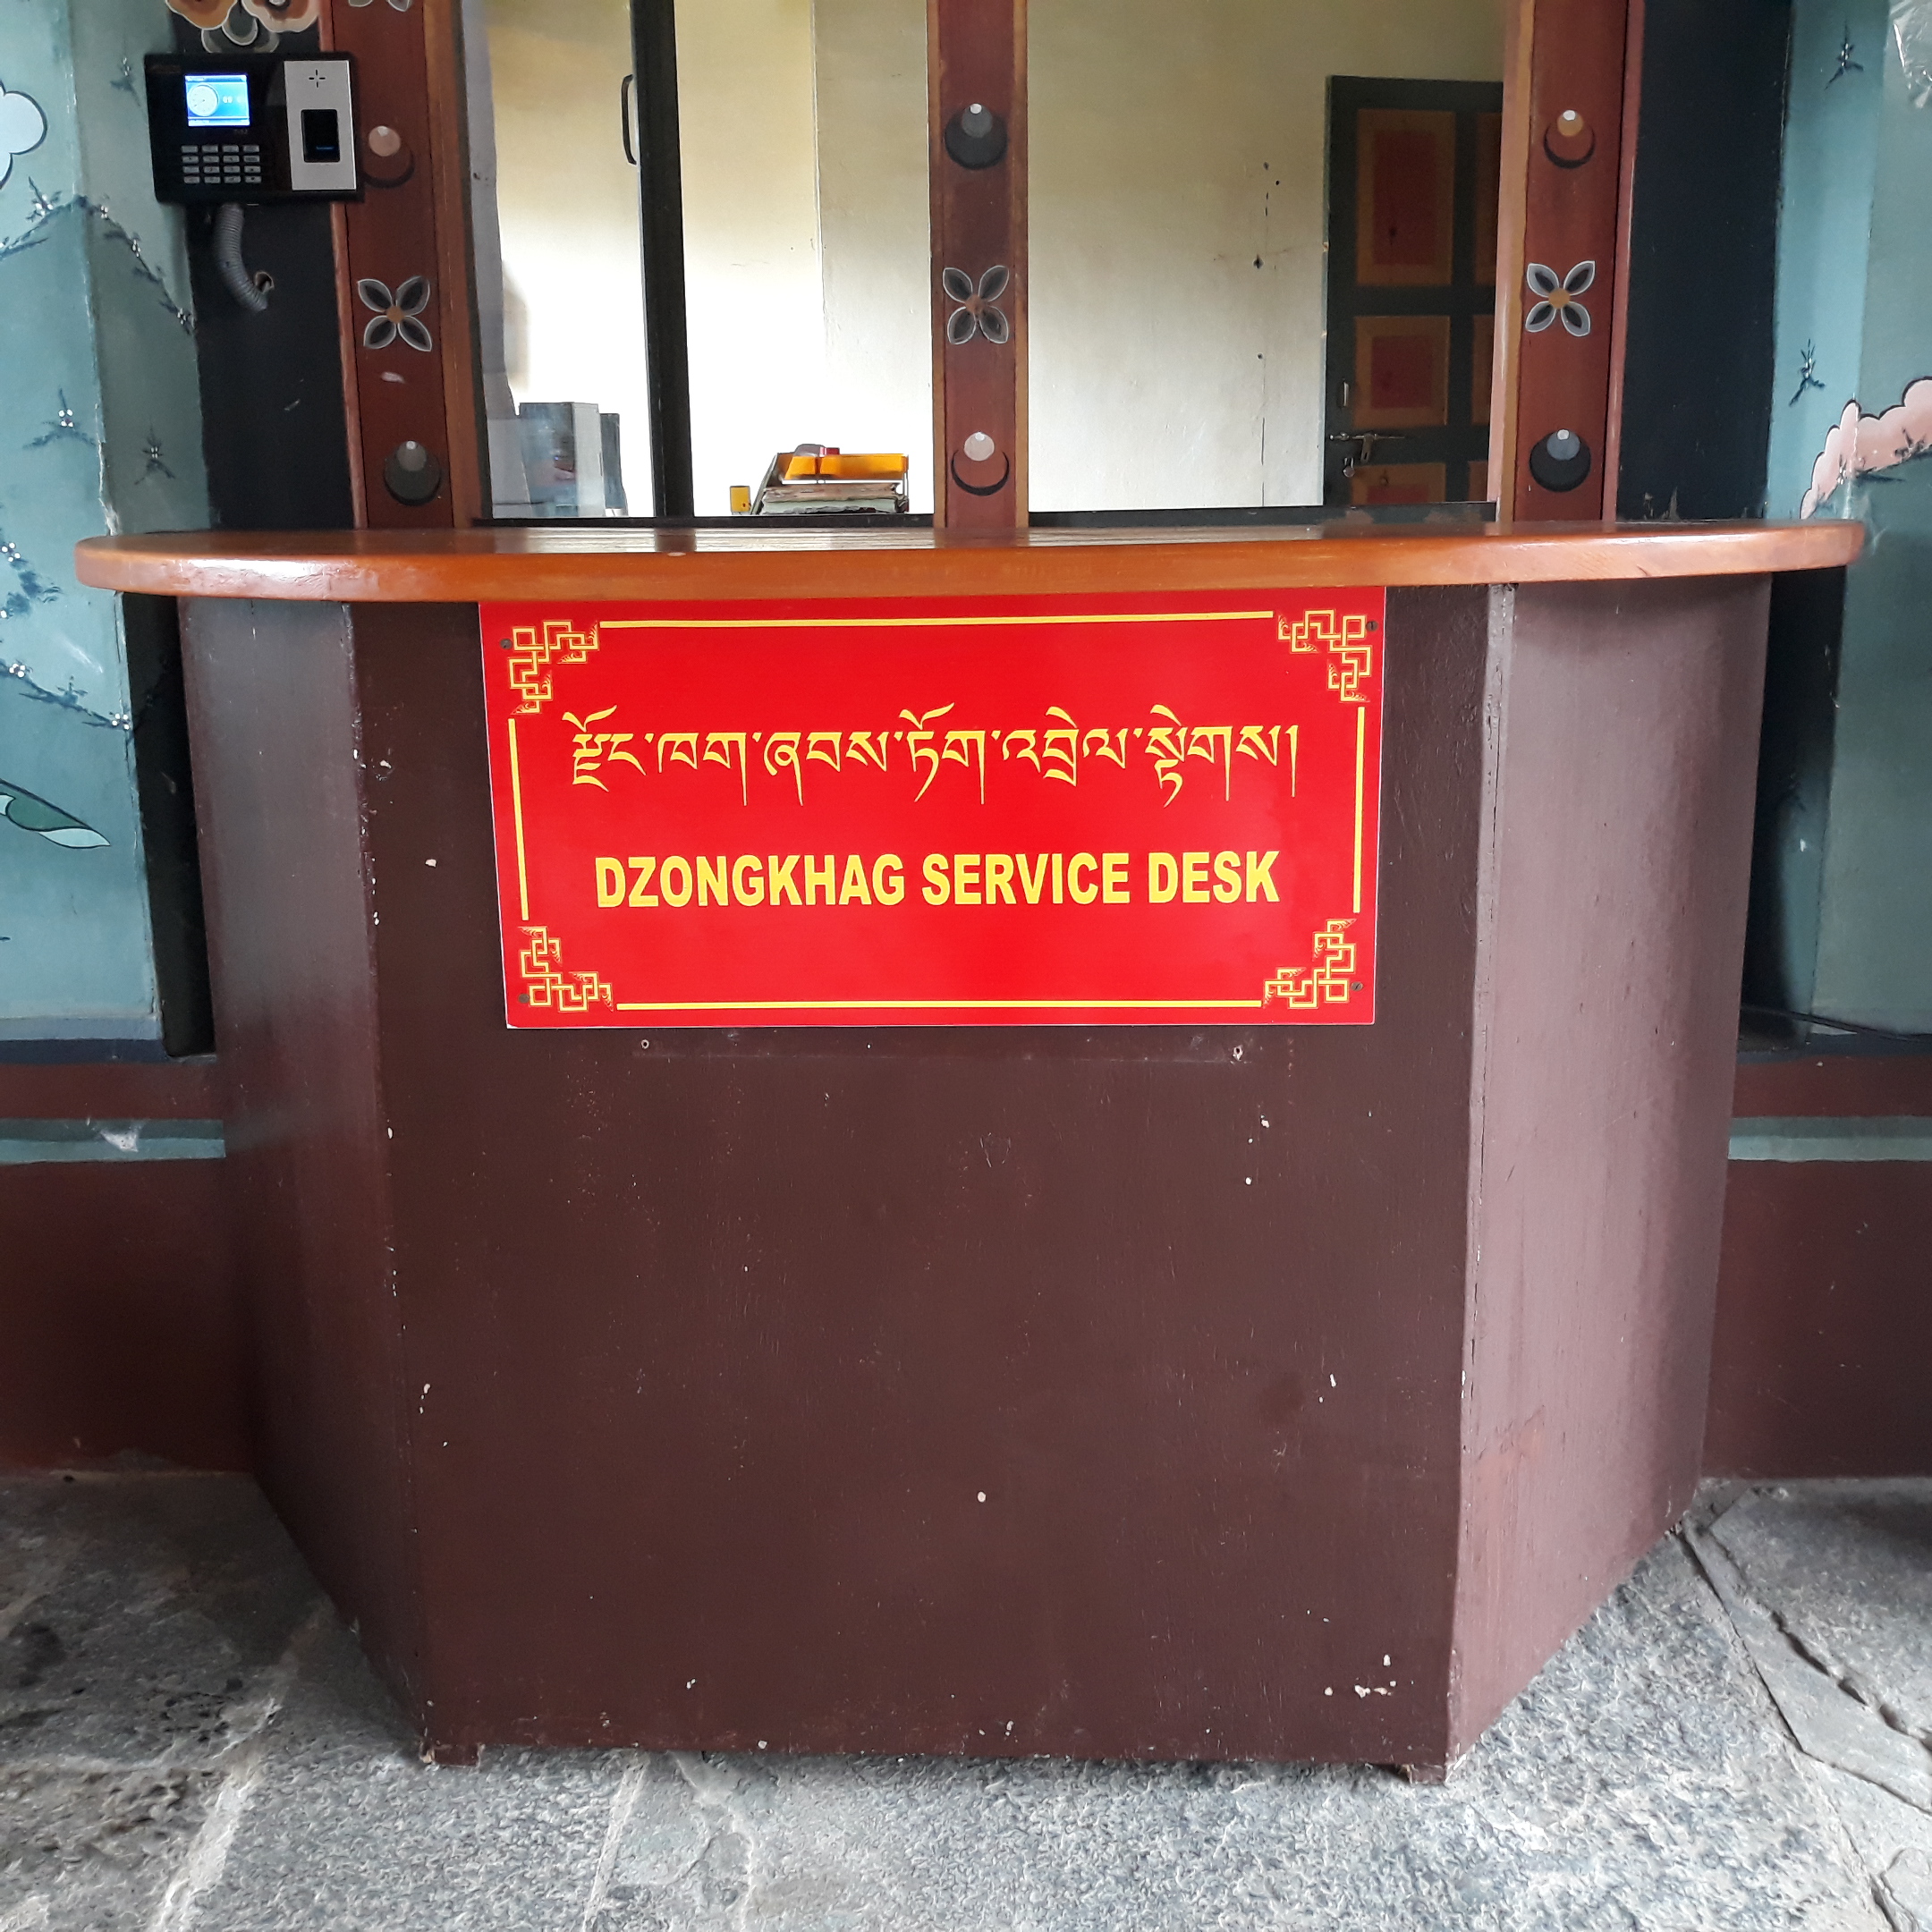 རྫོང་ཁག་ཞབས་ཏོག་འབྲེལ་སྟེགས།
DZONGKHAG SERVICE DESK